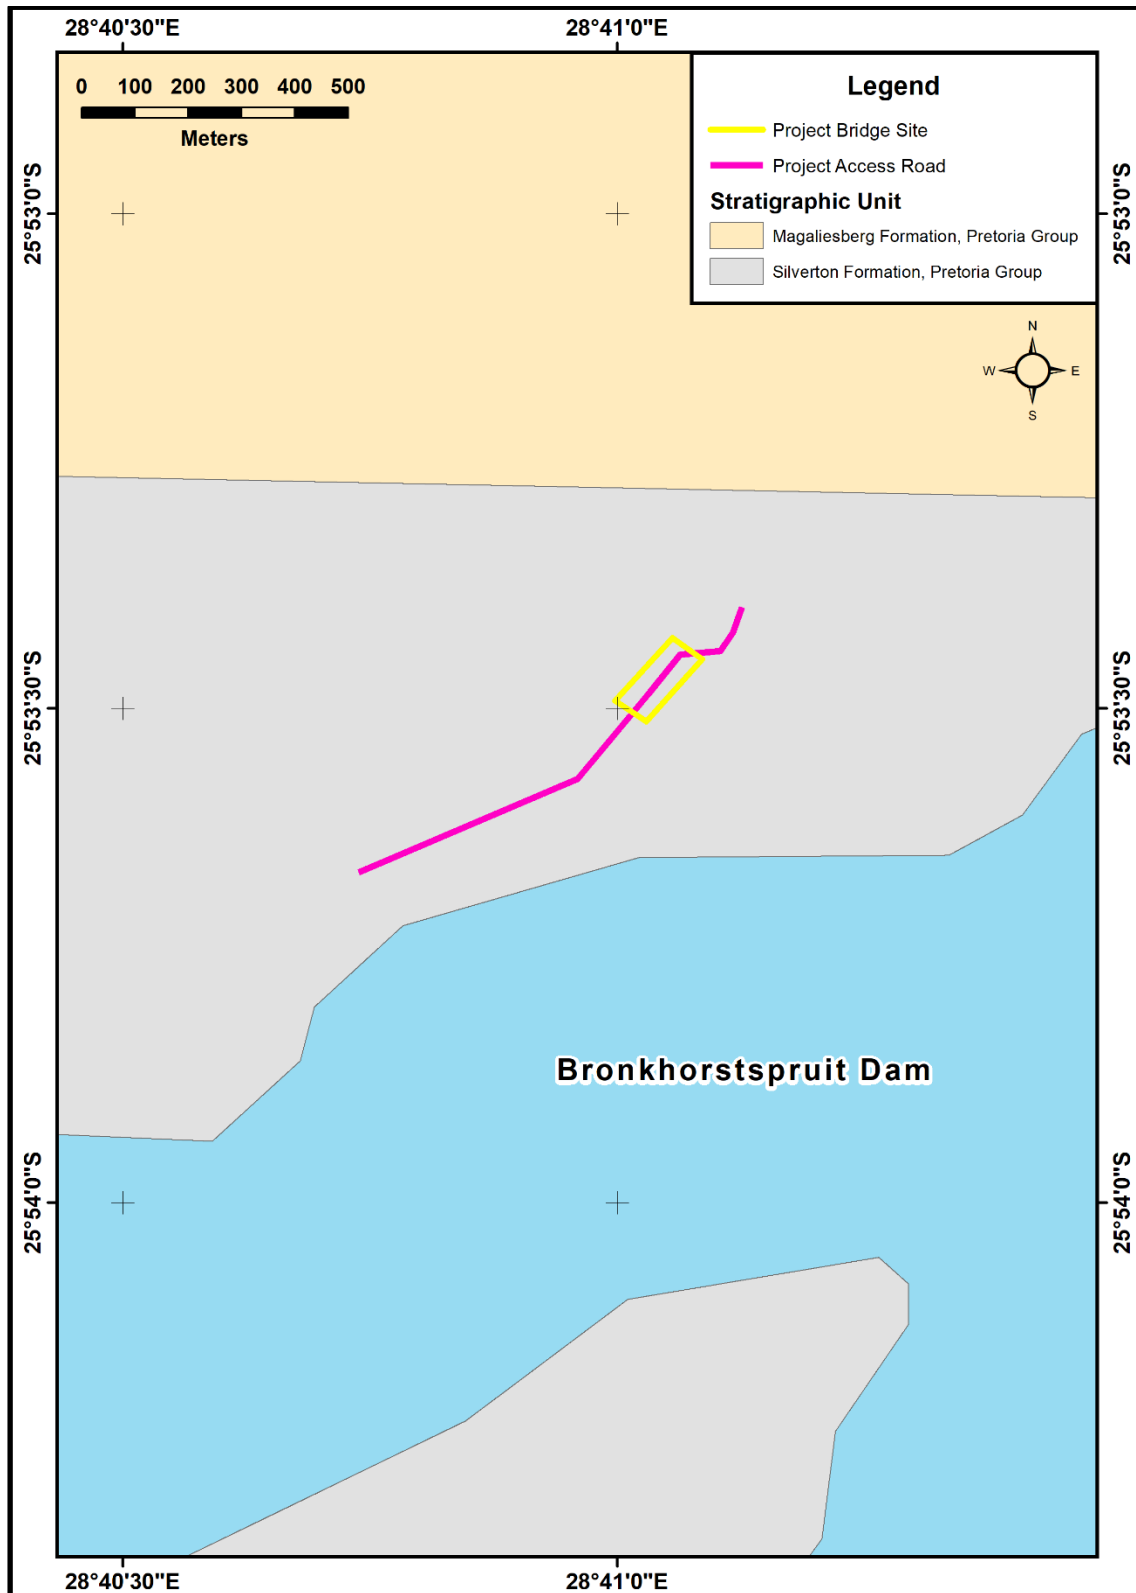 28°40'30"E
28°41'0"E
0 100 200 300 400 500
Meters
Legend
Project Bridge Site
Project Access Road
Stratigraphic Unit
Magaliesberg Formation, Pretoria Group
Silverton Formation, Pretoria Group
25°53'0"S
25°53'0"S
N
W
E
S
25°53'30"S
25°53'30"S
Bronkhorstspruit Dam
25°54'0"S
25°54'0"S
28°40'30"E
28°41'0"E